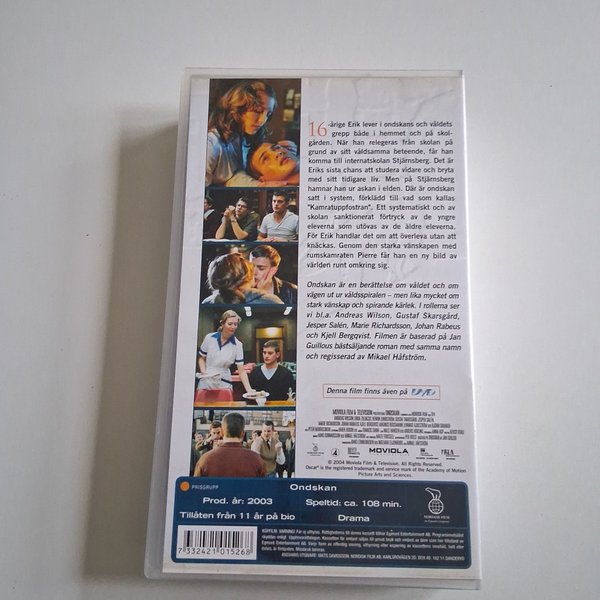 16-årige Erik lever i ondskans och våldets
grepp både i hemmet och på skol-
gården. När han relegeras från skolan på
grund av sitt våldsamma beteende, får han
komma till internatskolan Stjärnsberg. Det är
Eriks sista chans att studera vidare och bryta
med sitt tidigare liv. Men på Stjärnsberg
hamnar han ur askan i elden. Där är ondskan
satt i system, förklädd till vad som kallas
"Kamratuppfostran". Ett systematiskt och av
skolan sanktionerat förtryck av de yngre
eleverna som utövas av de äldre eleverna.
För Erik handlar det om att överleva utan att
knäckas. Genom den starka vänskapen med
rumskamraten Pierre får han en ny bild av
världen runt omkring sig.
Ondskan är en berättelse om våldet och om
vägen ut ur våldsspiralen – men lika mycket om
stark vänskap och spirande kärlek. I rollerna ser
vi bl.a. Andreas Wilson, Gustaf Skarsgård,
Jesper Salén, Marie Richardsson, Johan Rabeus
och Kjell Bergqvist. Filmen är baserad på Jan
Guillous bästsäljande roman med samma namn
och regisserad av Mikael Håfström.
Denna film finns även på DVD
MOVIOLA
© 2004 Moviola Film & Television. All Rights Reserved.
Oscar® is the registered trademark and service mark of the Academy of Motion
Picture Arts and Sciences.
PRISGRUPP
Ondskan
Prod. år: 2003 Speltid: ca. 108 min.
Tillåten från 11 år på bio Drama
NORDISK FILM
7 332421 015268